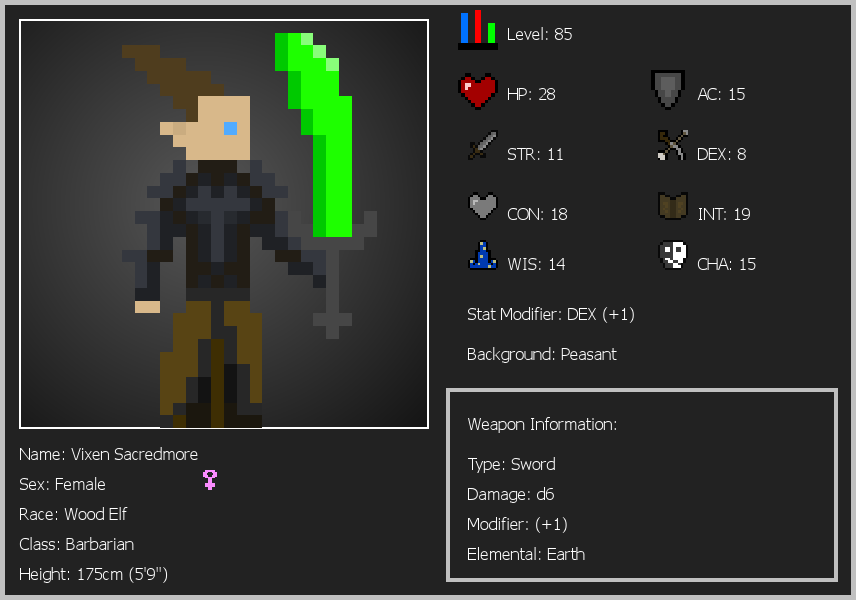 Level: 85
HP: 28
AC: 15
STR: 11
DEX: 8
CON: 18
INT: 19
WIS: 14
CHA: 15
Stat Modifier: DEX (+1)
Background: Peasant
Weapon Information:
Type: Sword
Damage: d6
Modifier: (+1)
Elemental: Earth
Name: Vixen Sacredmore
Sex: Female
Race: Wood Elf
Class: Barbarian
Height: 175cm (5'9")